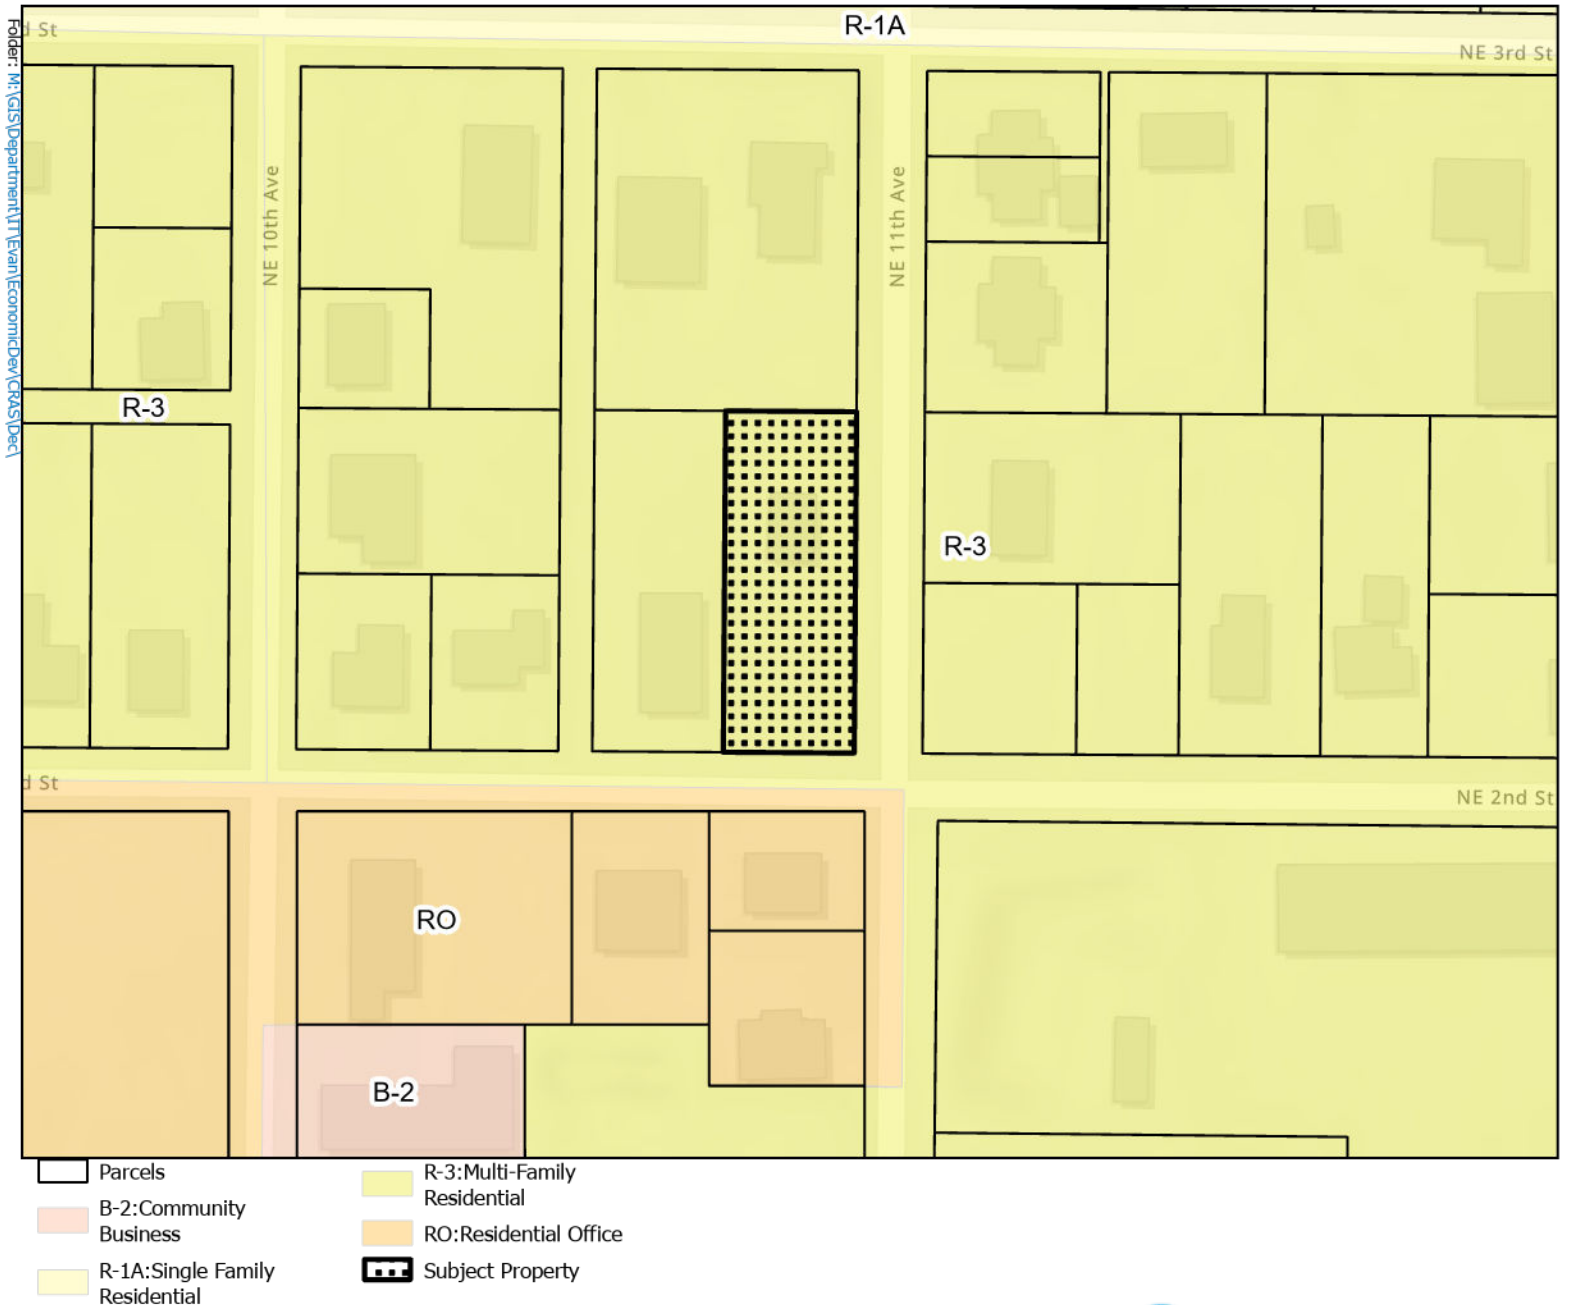 R-1A
d St
NE 3rd St
Folder: M:\GIS\Department\IT\Evan\EconomicDev\CRAS\Dec\
NE 10th Ave
NE 11th Ave
R-3
R-3
d St
NE 2nd St
RO
B-2
Parcels
B-2:Community
Business
R-1A:Single Family
Residential
R-3:Multi-Family
Residential
RO:Residential Office
Subject Property